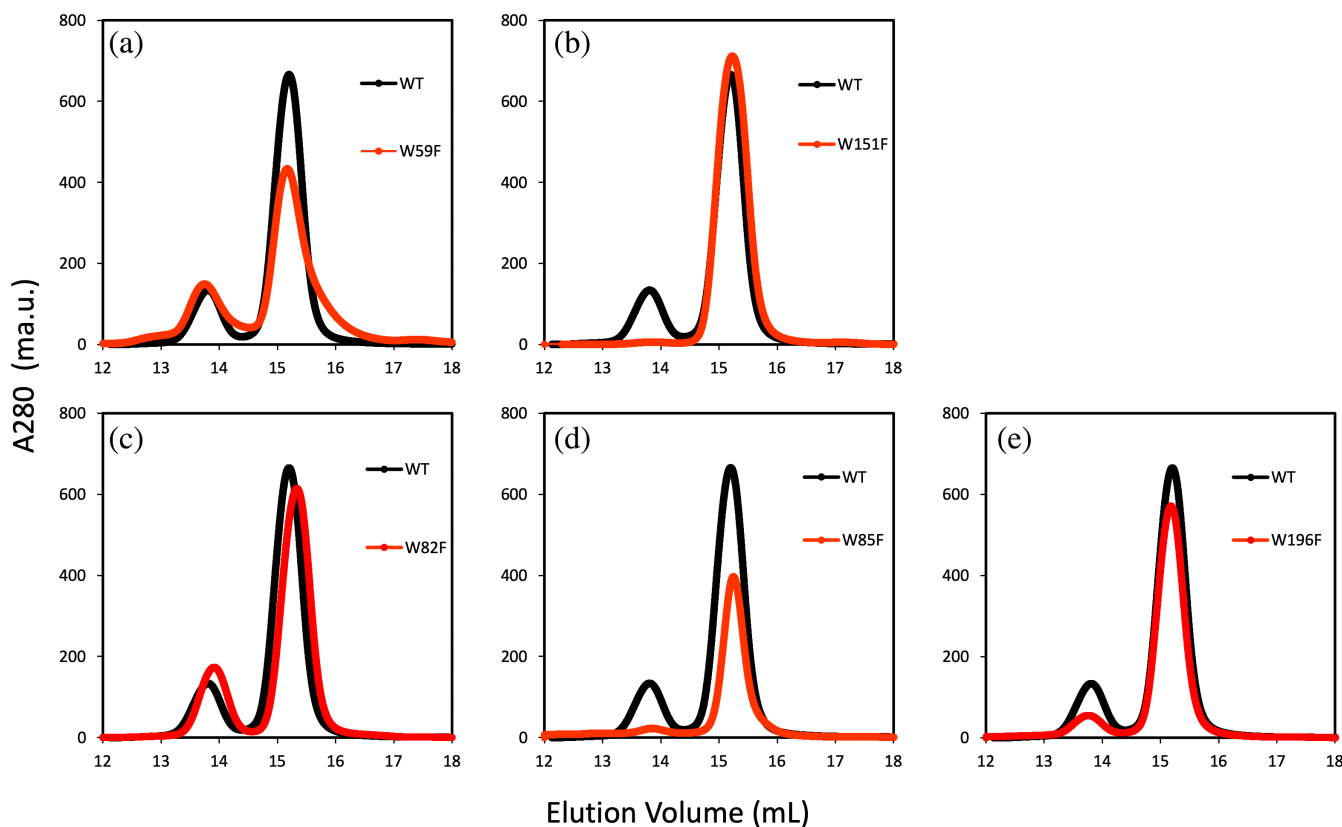 (a)
WT
W59F
800
600
400
200
0
12 13 14 15 16 17 18
(b)
WT
W151F
800
600
400
200
0
12 13 14 15 16 17 18
A280 (ma.u.)
(c)
WT
W82F
800
600
400
200
0
12 13 14 15 16 17 18
(d)
WT
W85F
800
600
400
200
0
12 13 14 15 16 17 18
(e)
WT
W196F
800
600
400
200
0
12 13 14 15 16 17 18
Elution Volume (mL)